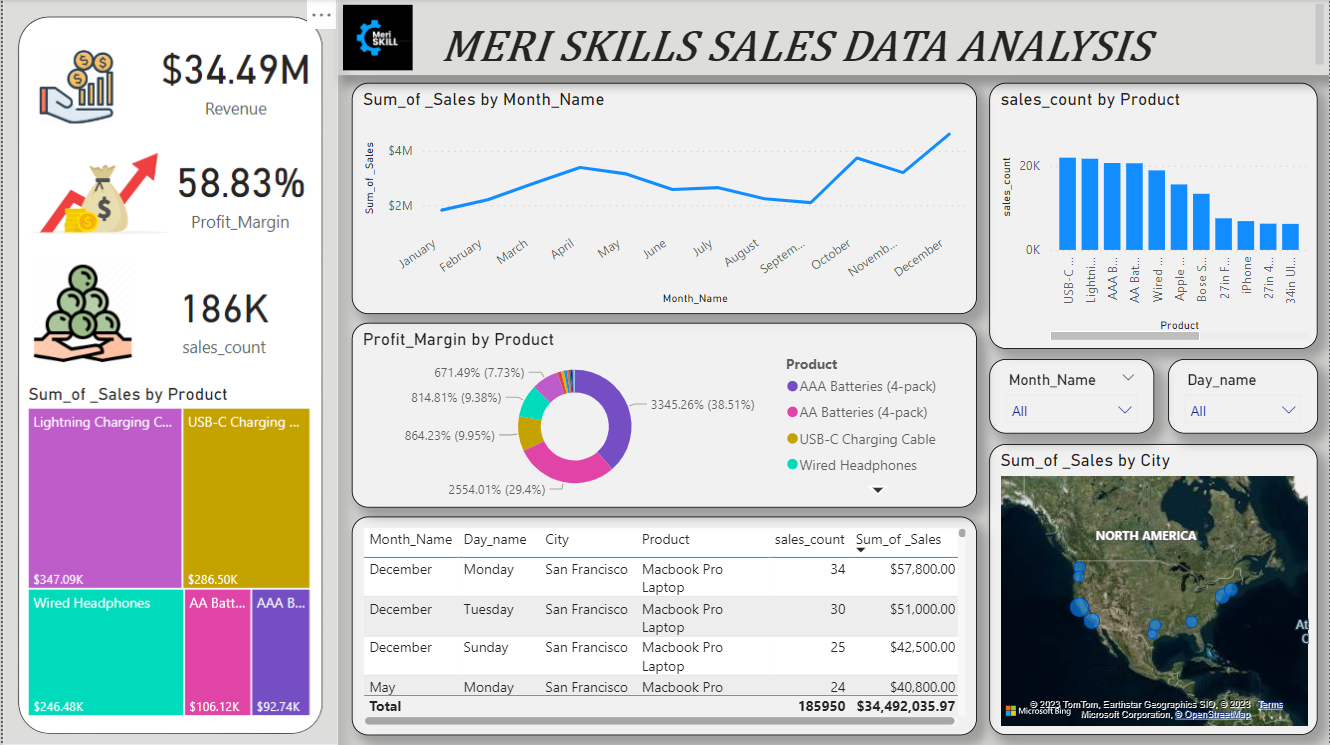 Meri
SKILL
MERI SKILLS SALES DATA ANALYSIS
$34.49M
Revenue
58.83%
Profit_Margin
186K
sales_count
Sum_of _Sales by Product
Lightning Charging C...
USB-C Charging ...
$347.09K
$286.50K
Wired Headphones
AA Batt...
AAA B...
$246.48K
$106.12K
$92.74K
Sum_of _Sales by Month_Name
Sum_of _Sales
$4M
$2M
January
February
March
April
May
June
July
August
Septem...
October
Novemb...
December
Month_Name
Profit_Margin by Product
671.49% (7.73%)
814.81% (9.38%)
864.23% (9.95%)
2554.01% (29.4%)
3345.26% (38.51%)
Product
AAA Batteries (4-pack)
AA Batteries (4-pack)
USB-C Charging Cable
Wired Headphones
Month_Name Day_name City Product sales_count Sum_of _Sales
December Monday San Francisco Macbook Pro 34 $57,800.00
Laptop
December Tuesday San Francisco Macbook Pro 30 $51,000.00
Laptop
December Sunday San Francisco Macbook Pro 25 $42,500.00
Laptop
May Monday San Francisco Macbook Pro 24 $40,800.00
Total 185950 $34,492,035.97
sales_count by Product
sales_count
20K
0K
USB-C ...
Lightni...
AAA B...
AA Bat...
Wired ...
Apple ...
Bose S...
27in F...
iPhone
27in 4...
34in Ul...
Product
Month_Name
All
Day_name
All
Sum_of _Sales by City
NORTH AMERICA
At
C
Microsoft Bing
© 2023 TomTom, Earthstar Geographics SIO, © 2023 Terms
Microsoft Corporation, © OpenStreetMap